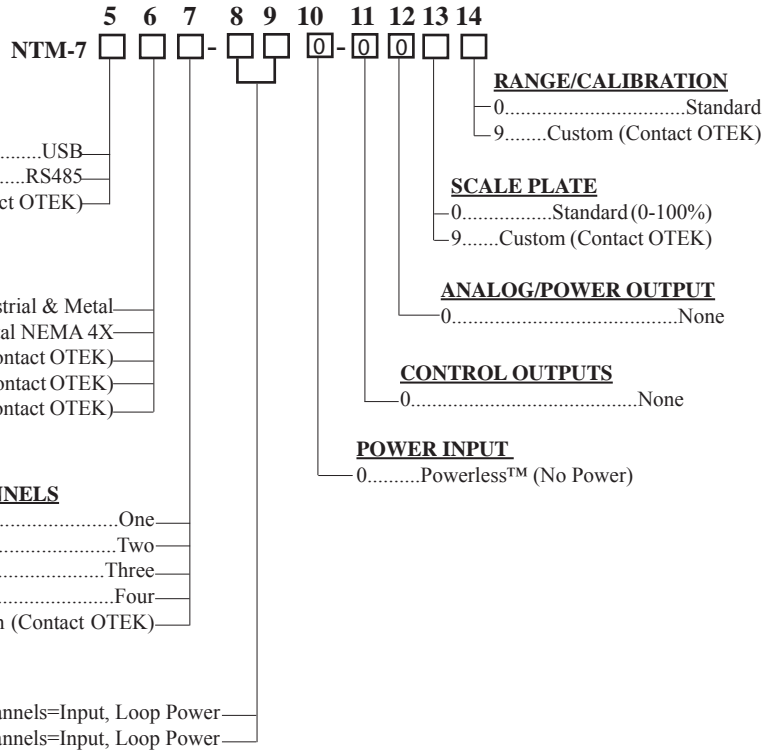 5 6 7 8 9 10 11 12 13 14
NTM-7 - 0 - 0 0
RANGE/CALIBRATION
0................................Standard
9........Custom (Contact OTEK)
.........USB
......RS485
ct OTEK)
SCALE PLATE
0................Standard (0-100%)
9.......Custom (Contact OTEK)
strial & Metal
al NEMA 4X
ontact OTEK)
ontact OTEK)
ontact OTEK)
ANALOG/POWER OUTPUT
0......................................None
CONTROL OUTPUTS
0......................................None
POWER INPUT
0..........Powerless™ (No Power)
NNELS
....................One
....................Two
..................Three
....................Four
n (Contact OTEK)
annels=Input, Loop Power
annels=Input, Loop Power